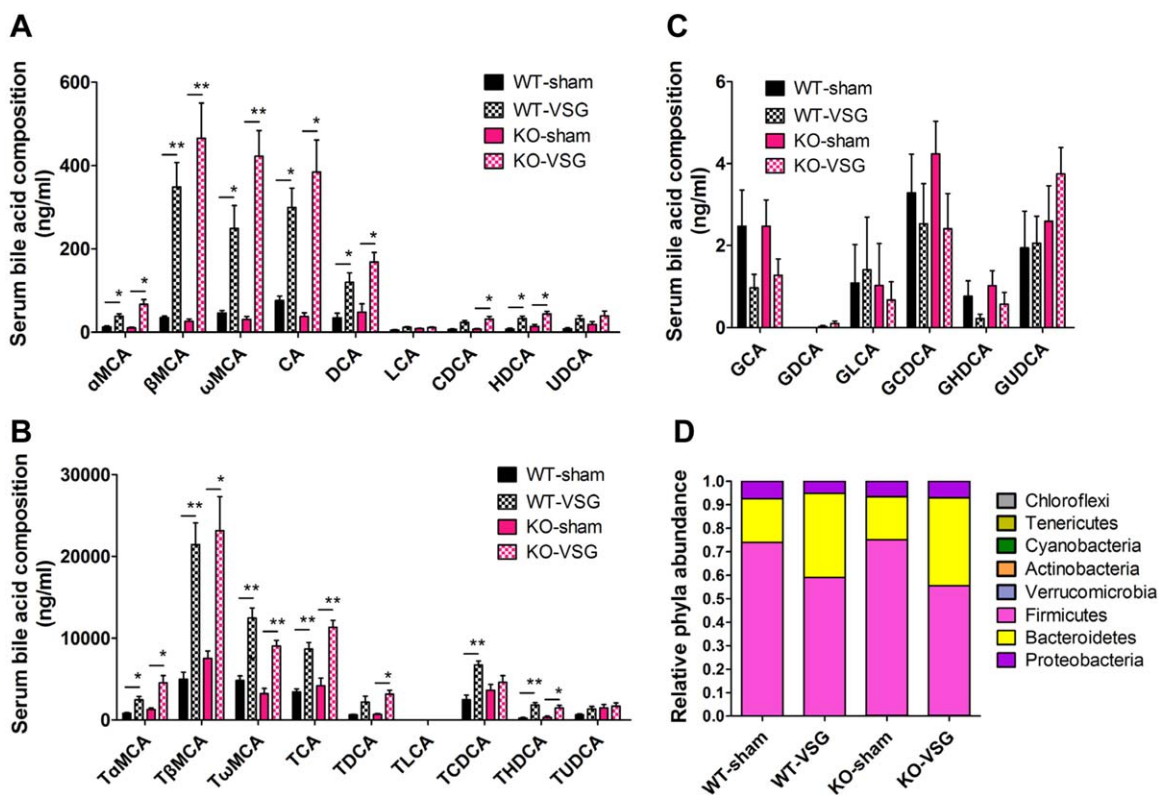 A
Serum bile acid composition
(ng/ml)
600
400
200
0
* ** * * *
** ** * * * * *
WT-sham
WT-VSG
KO-sham
KO-VSG
αMCA βMCA ωMCA CA DCA LCA CDCA HDCA UDCA
B
Serum bile acid composition
(ng/ml)
30000
20000
10000
0
* * ** * ** ** ** ** * ** ** *
WT-sham
WT-VSG
KO-sham
KO-VSG
TαMCA TβMCA TωMCA TCA TDCA TLCA TCDCA THDCA TUDCA
C
Serum bile acid composition
(ng/ml)
6
4
2
0
WT-sham
WT-VSG
KO-sham
KO-VSG
GCA GDCA GLCA GCDCA GHDCA GUDCA
D
Relative phyla abundance
1.0
0.9
0.8
0.7
0.6
0.5
0.4
0.3
0.2
0.1
0.0
WT-sham WT-VSG KO-sham KO-VSG
Chloroflexi
Tenericutes
Cyanobacteria
Actinobacteria
Verrucomicrobia
Firmicutes
Bacteroidetes
Proteobacteria